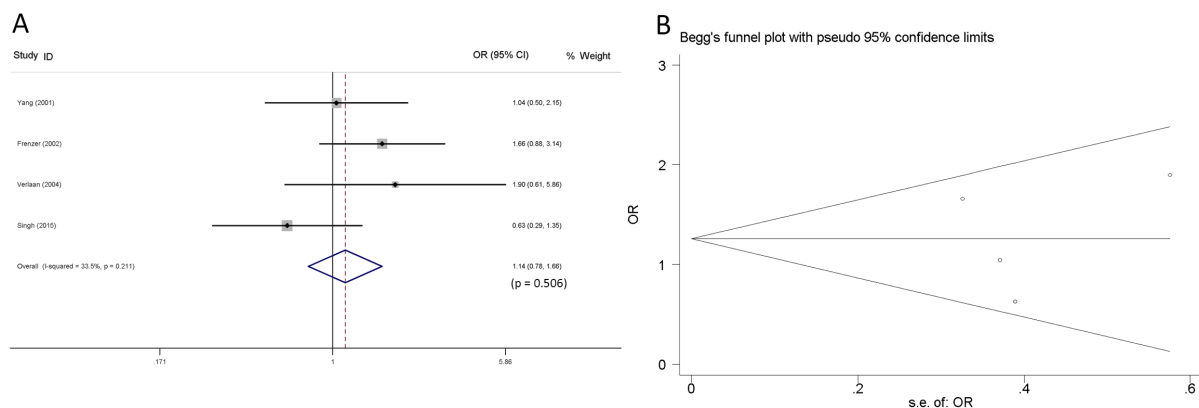 A
Study ID OR (95% CI) % Weight
Yang (2001) 1.04 (0.50, 2.15)
Frenzer (2002) 1.66 (0.88, 3.14)
Verlaan (2004) 1.90 (0.61, 5.86)
Singh (2015) 0.63 (0.29, 1.35)
Overall (I-squared = 33.5%, p = 0.211) 1.14 (0.78, 1.66)
(p = 0.506)
.171 1 5.86
B
Begg's funnel plot with pseudo 95% confidence limits
3
2
OR
1
0
0 .2 .4 .6
s.e. of: OR